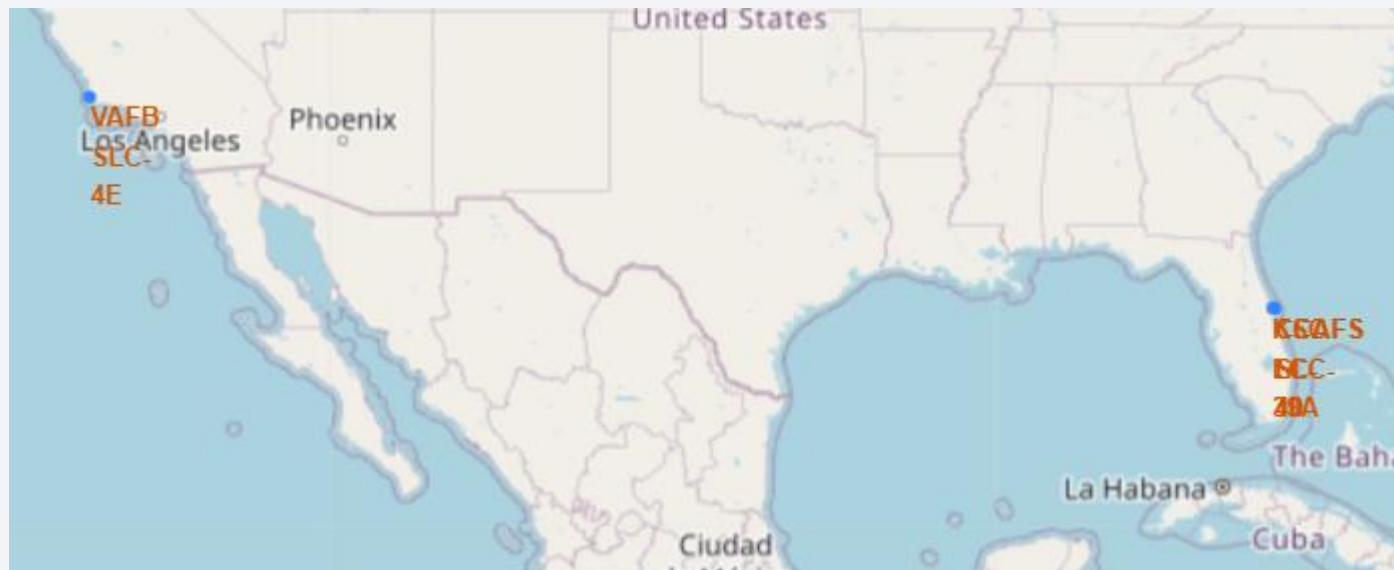 United States
VAFB
SLC-
4E
Los Angeles
Phoenix
The Baha
La Habana
Cuba
Ciudad